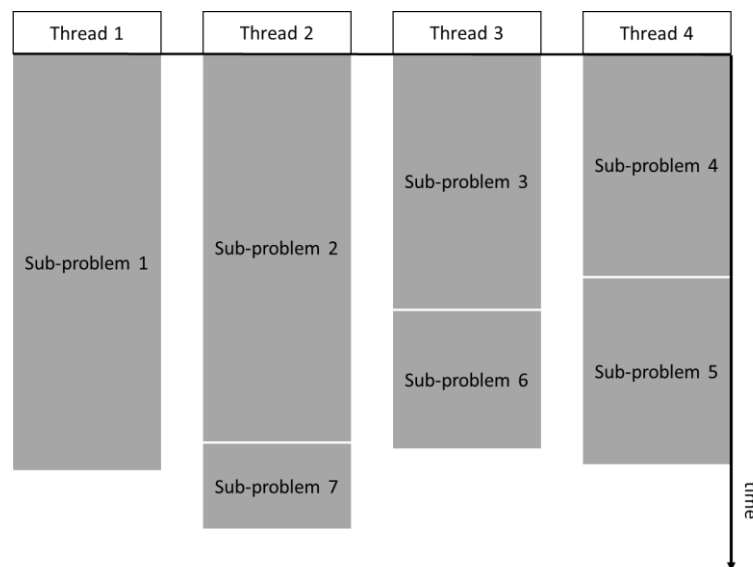 Thread 1
Thread 2
Thread 3
Thread 4
Sub-problem 1
Sub-problem 2
Sub-problem 7
Sub-problem 3
Sub-problem 6
Sub-problem 4
Sub-problem 5
time